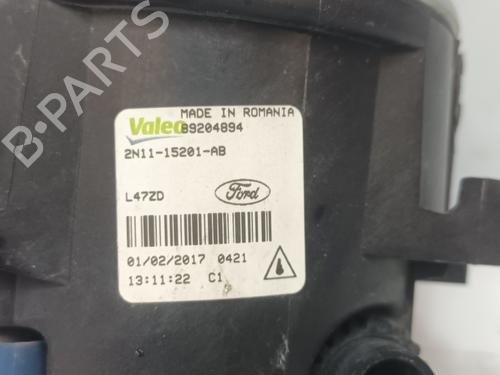 MADE IN ROMANIA
Valeo 89204894
2N11-15201-AB
L47ZD
Ford
01/02/2017 0421
13:11:22 C1
B-PARTS